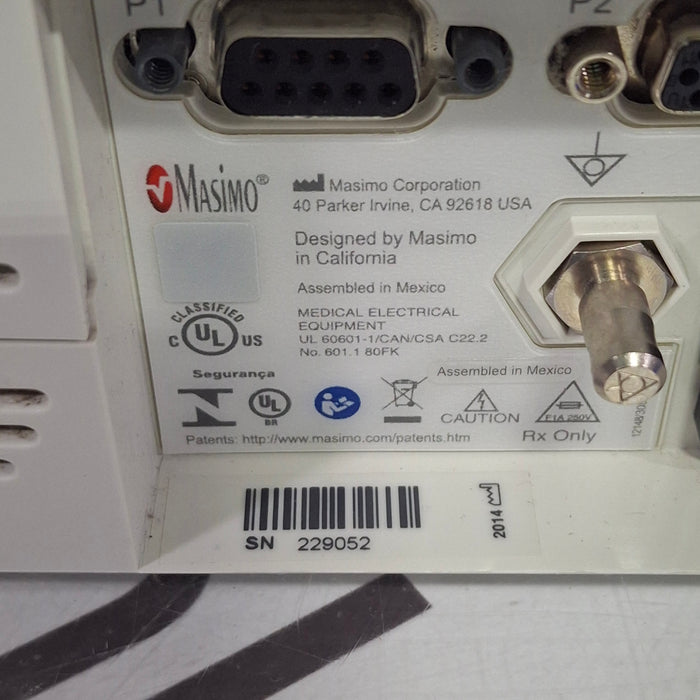 P1
P2
Masimo®
Masimo Corporation
40 Parker Irvine, CA 92618 USA
Designed by Masimo
in California
Assembled in Mexico
CLASSIFIED
C UL US
MEDICAL ELECTRICAL
EQUIPMENT
UL 60601-1/CAN/CSA C22.2
No. 601.1 80FK
Segurança
UL
BR
Assembled in Mexico
CAUTION
F1A 250V
Patents: http://www.masimo.com/patents.htm
Rx Only
SN 229052
2014